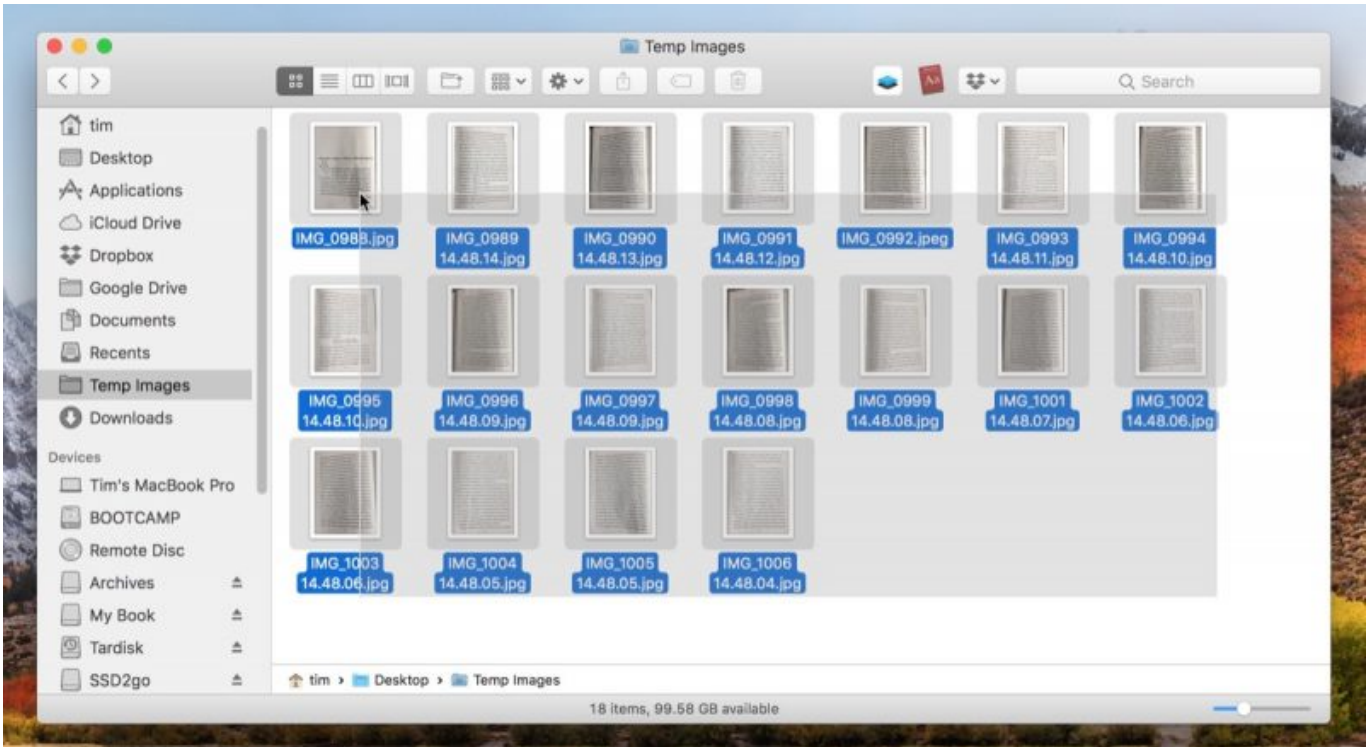 Temp Images
Aa
Search
tim
Desktop
Applications
iCloud Drive
Dropbox
Google Drive
Documents
Recents
Temp Images
Downloads
Devices
Tim's MacBook Pro
BOOTCAMP
Remote Disc
Archives
My Book
Tardisk
SSD2go
IMG_0988.jpg
IMG_0989
14.48.14.jpg
IMG_0990
14.48.13.jpg
IMG_0991
14.48.12.jpg
IMG_0992.jpeg
IMG_0993
14.48.11.jpg
IMG_0994
14.48.10.jpg
IMG_0995
14.48.10.jpg
IMG_0996
14.48.09.jpg
IMG_0997
14.48.09.jpg
IMG_0998
14.48.08.jpg
IMG_0999
14.48.08.jpg
IMG_1001
14.48.07.jpg
IMG_1002
14.48.06.jpg
IMG_1003
14.48.06.jpg
IMG_1004
14.48.05.jpg
IMG_1005
14.48.05.jpg
IMG_1006
14.48.04.jpg
tim › Desktop › Temp Images
18 items, 99.58 GB available